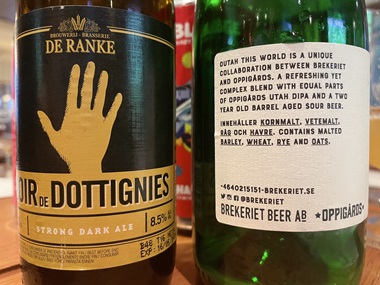 BROUWERIJ - BRASSERIE
DE RANKE
OIR DE DOTTIGNIES
STRONG DARK ALE
8.5%
EXP:
OUTAH THIS WORLD IS A UNIQUE
COLLABORATION BETWEEN BREKERIET
AND OPPIGÅRDS. A REFRESHING YET
COMPLEX BLEND WITH EQUAL PARTS
OF OPPIGÅRDS UTAH DIPA AND A TWO
YEAR OLD BARREL AGED SOUR BEER.
INNEHÅLLER KORNMALT, VETEMALT,
RÅG OCH HAVRE. CONTAINS MALTED
BARLEY, WHEAT, RYE AND OATS.
+4640215151-BREKERIET.SE
@BREKERIET
BREKERIET BEER AB *OPPIGÅRDS*